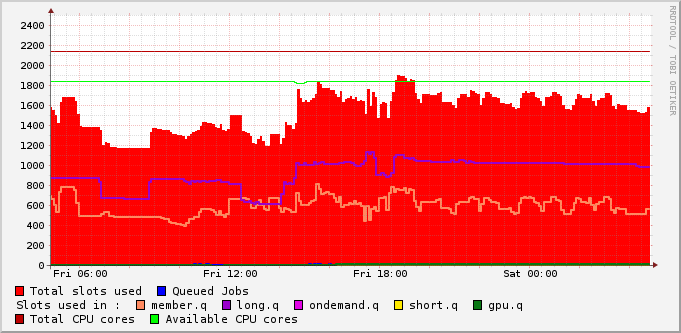 RRDTOOL / TOBI OETIKER
2400
2200
2000
1800
1600
1400
1200
1000
800
600
400
200
0
Fri 06:00 Fri 12:00 Fri 18:00 Sat 00:00
Total slots used Queued Jobs
Slots used in : member.q long.q ondemand.q short.q gpu.q
Total CPU cores Available CPU cores